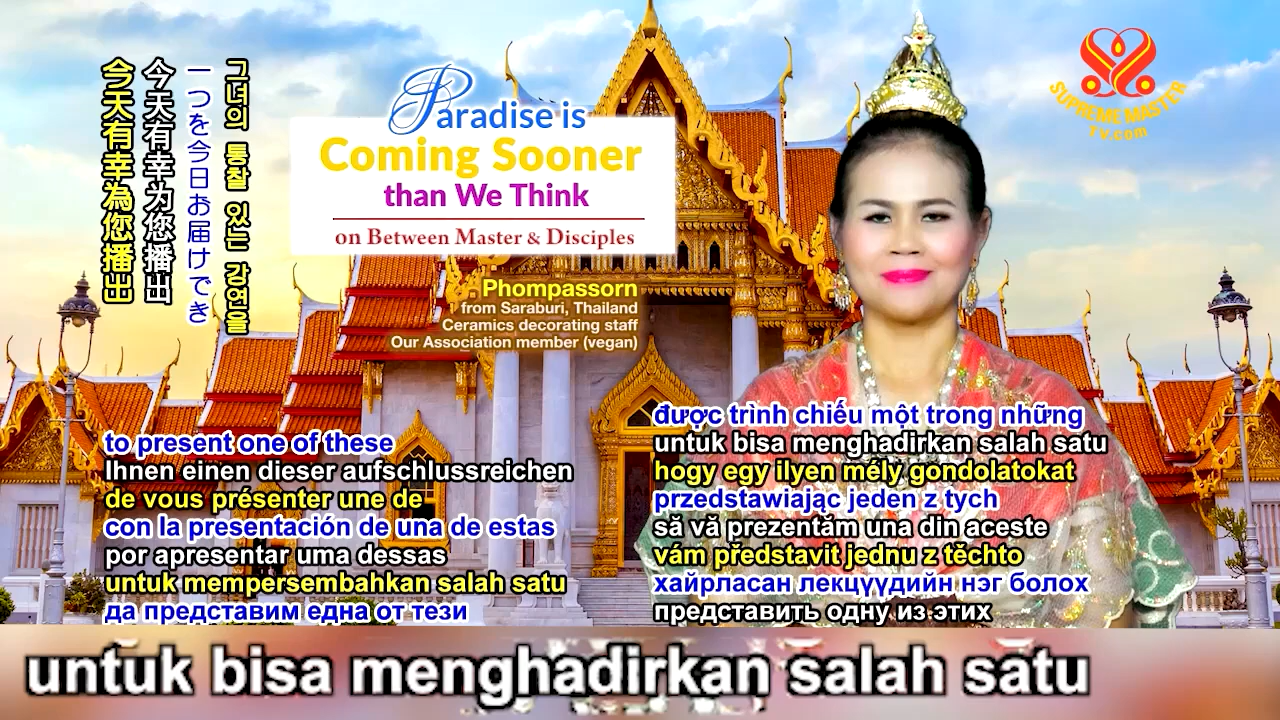 今天有幸為您播出
今天有幸为您播出
一つを今日お届けでき
그녀의 통찰 있는 강연을
Paradise is
Coming Sooner
than We Think
on Between Master & Disciples
SUPREME MASTER
TV.com
Phompassorn
from Saraburi, Thailand
Ceramics decorating staff
Our Association member (vegan)
to present one of these
Ihnen einen dieser aufschlussreichen
de vous présenter une de
con la presentación de una de estas
por apresentar uma dessas
untuk mempersembahkan salah satu
да представим една от тези
được trình chiếu một trong những
untuk bisa menghadirkan salah satu
hogy egy ilyen mély gondolatokat
przedstawiając jeden z tych
să vă prezentăm una din aceste
vám představit jednu z těchto
хайрласан лекцүүдийн нэг болох
представить одну из этих
untuk bisa menghadirkan salah satu